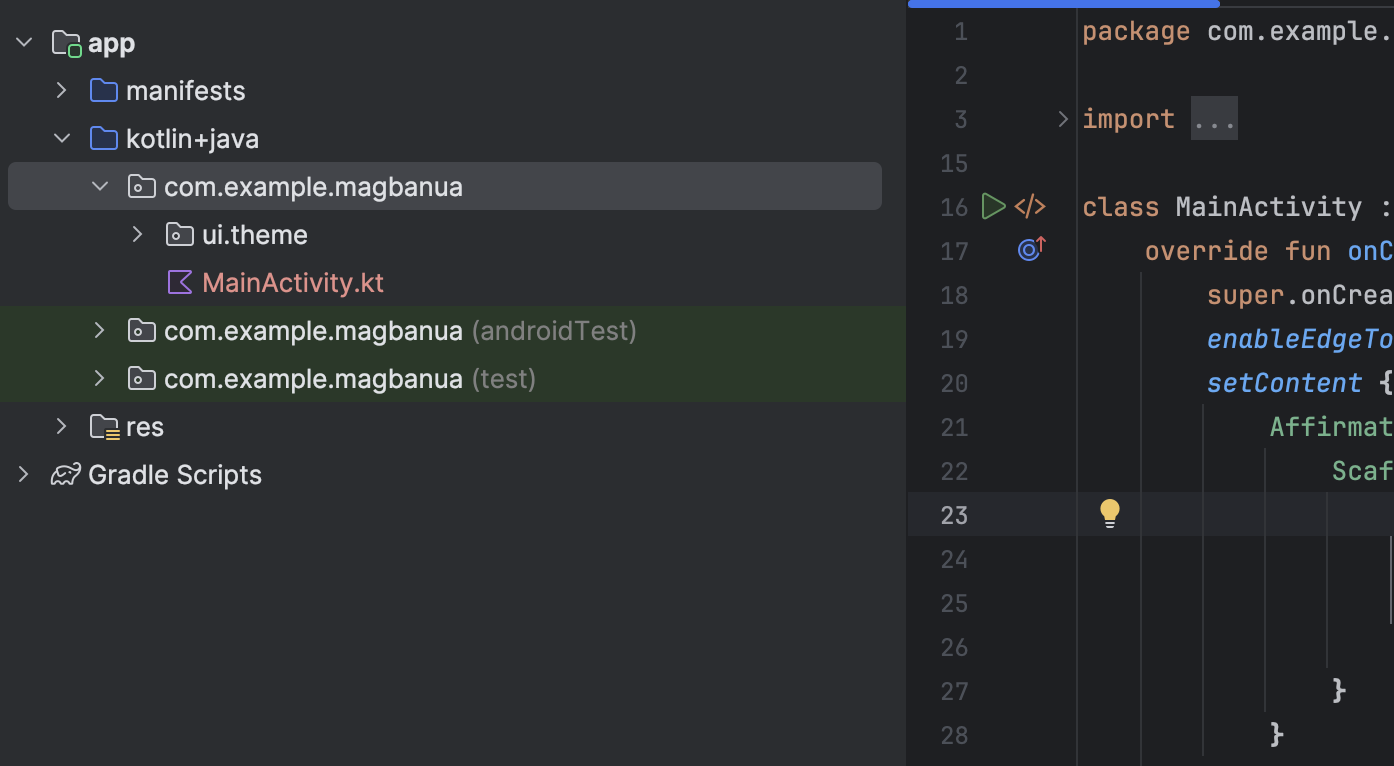 app
manifests
kotlin+java
com.example.magbanua
ui.theme
MainActivity.kt
com.example.magbanua (androidTest)
com.example.magbanua (test)
res
Gradle Scripts
1 package com.example.
2
3 import ...
15
16 class MainActivity :
17 override fun onC
18 super.onCrea
19 enableEdgeTo
20 setContent {
21 Affirmat
22 Scaf
23
24
25
26
27 }
28 }